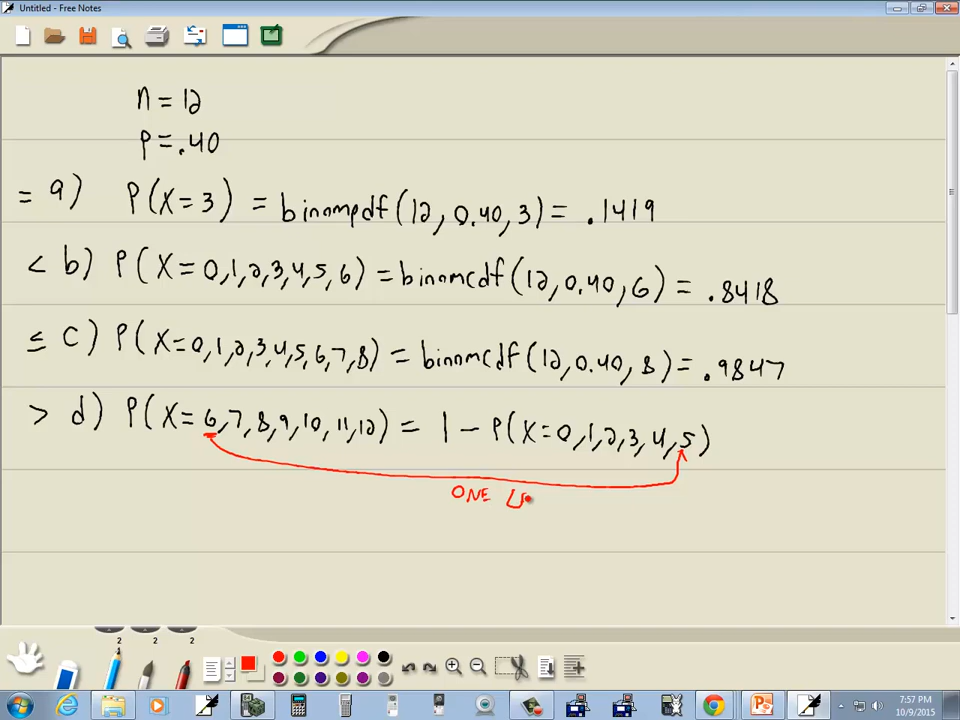 Untitled - Free Notes
n = 12
p = .40
= a) P(X = 3) = binompdf(12, 0.40, 3) = .1419
< b) P(X = 0,1,2,3,4,5,6) = binomcdf(12, 0.40, 6) = .8418
≤ c) P(X = 0,1,2,3,4,5,6,7,8) = binomcdf(12, 0.40, 8) = .9847
> d) P(X = 6,7,8,9,10,11,12) = 1 - P(X = 0,1,2,3,4,5)
ONE
2 2 2
7:57 PM
10/9/2015